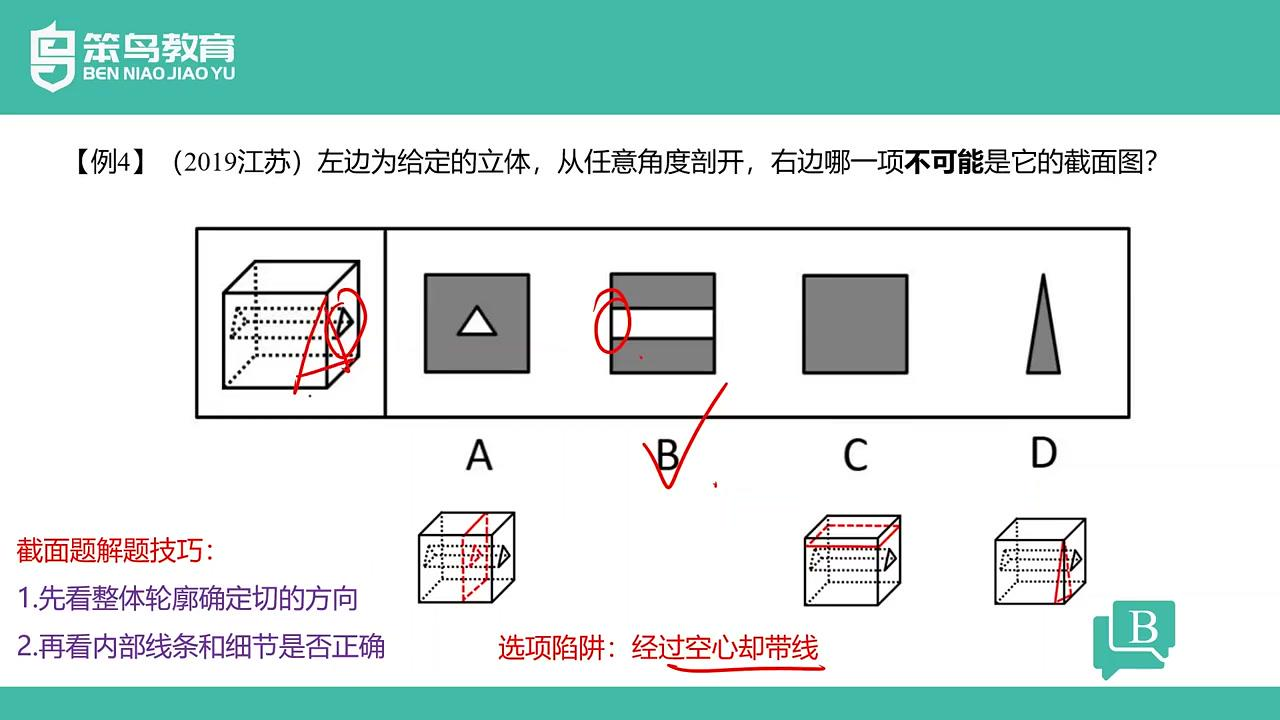 笨鸟教育
BEN NIAO JIAO YU
【例4】（2019江苏）左边为给定的立体，从任意角度剖开，右边哪一项不可能是它的截面图？
A B C D
截面题解题技巧：
1.先看整体轮廓确定切的方向
2.再看内部线条和细节是否正确
选项陷阱：经过空心却带线
B